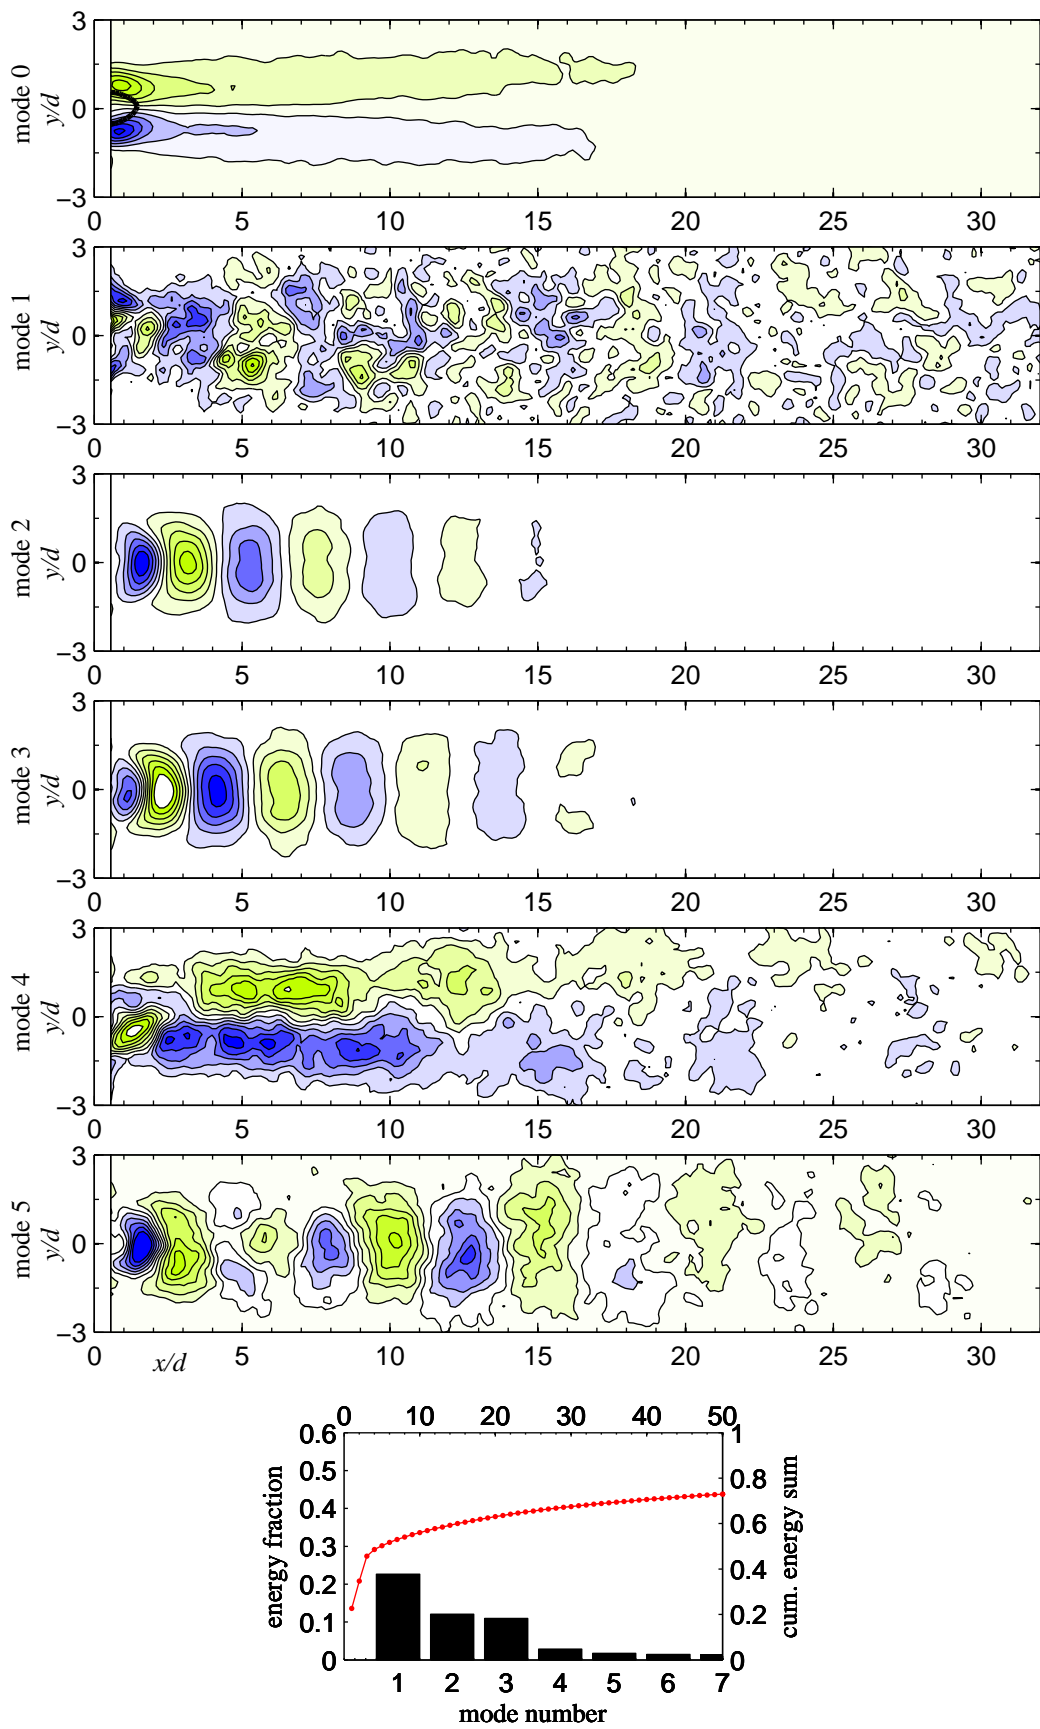 mode 0
y/d
3
0
−3
0 5 10 15 20 25 30
mode 1
y/d
3
0
−3
0 5 10 15 20 25 30
mode 2
y/d
3
0
−3
0 5 10 15 20 25 30
mode 3
y/d
3
0
−3
0 5 10 15 20 25 30
mode 4
y/d
3
0
−3
0 5 10 15 20 25 30
mode 5
y/d
3
0
−3
0 5 10 15 20 25 30
x/d
0 10 20 30 40 50
energy fraction
0.6
0.5
0.4
0.3
0.2
0.1
0
1
0.8
0.6
0.4
0.2
0
cum. energy sum
1 2 3 4 5 6 7
mode number